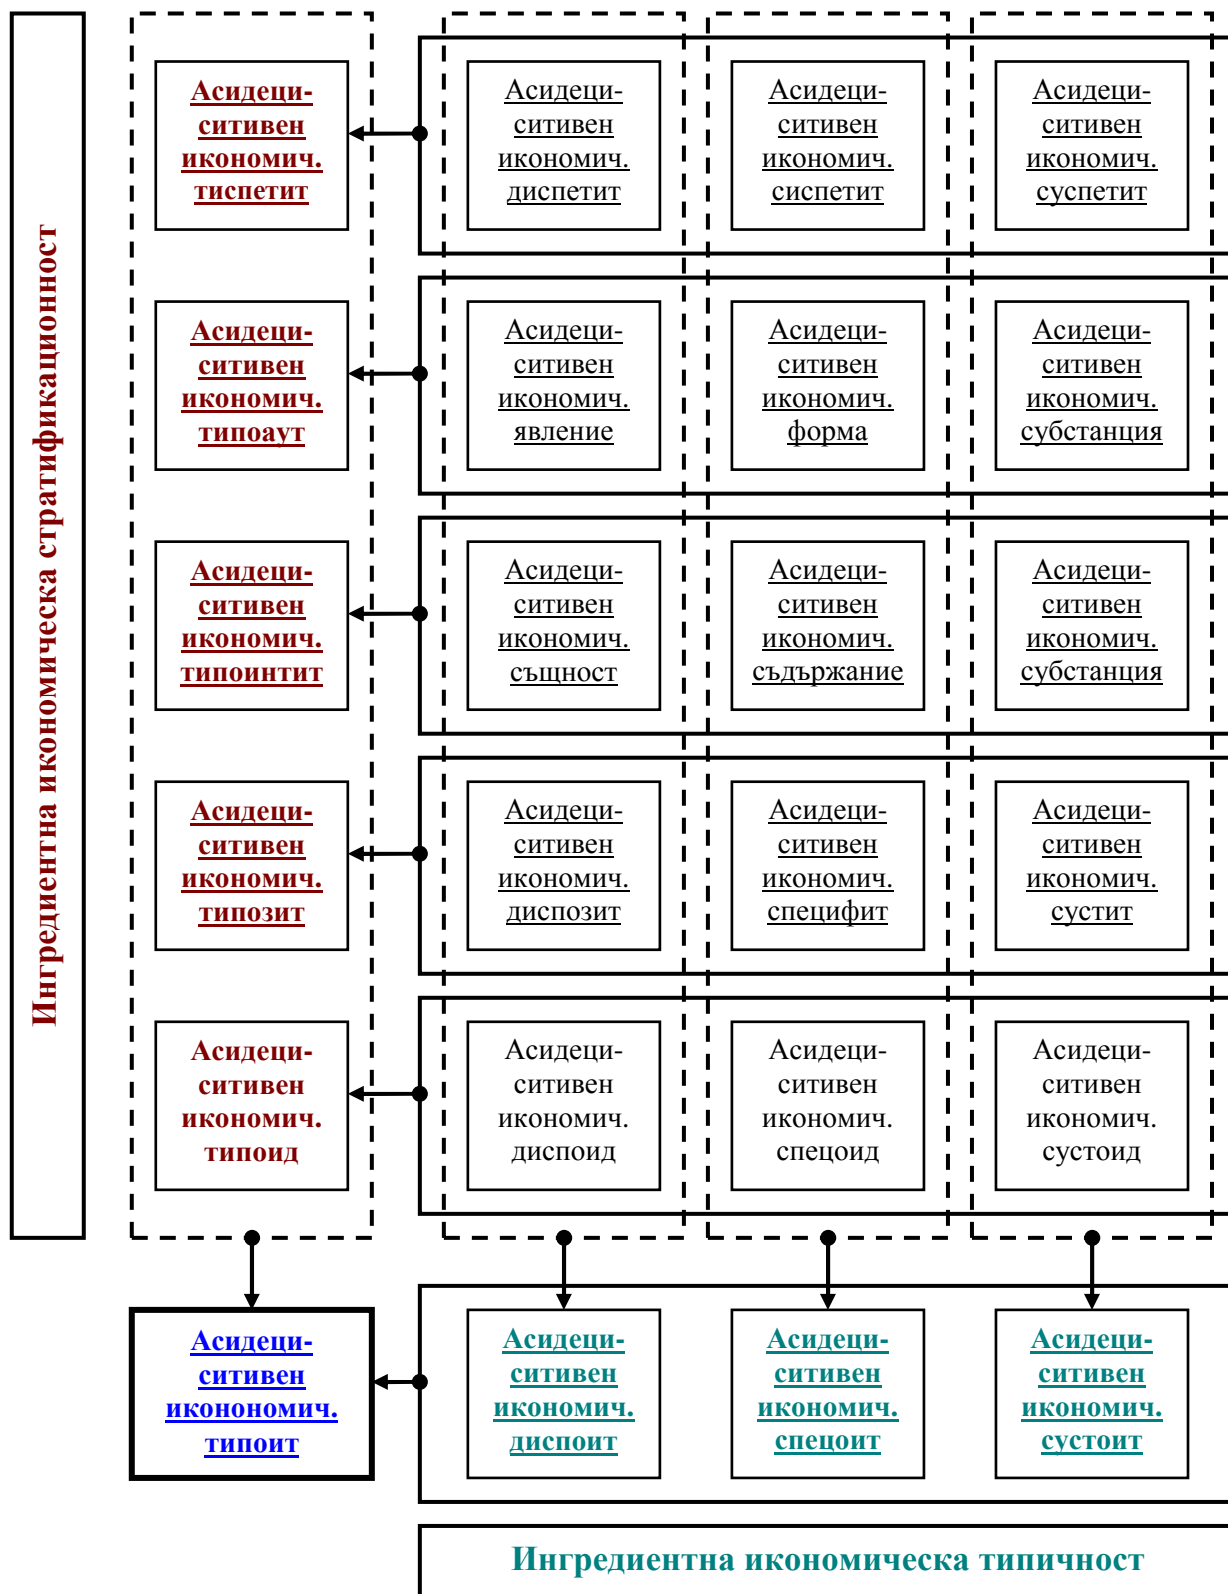 Ингредиентна икономическа стратификационност
Асидеци-
ситивен
икономич.
тиспетит
Асидеци-
ситивен
икономич.
диспетит
Асидеци-
ситивен
икономич.
сиспетит
Асидеци-
ситивен
икономич.
суспетит
Асидеци-
ситивен
икономич.
типоаут
Асидеци-
ситивен
икономич.
явление
Асидеци-
ситивен
икономич.
форма
Асидеци-
ситивен
икономич.
субстанция
Асидеци-
ситивен
икономич.
типоинтит
Асидеци-
ситивен
икономич.
същност
Асидеци-
ситивен
икономич.
съдържание
Асидеци-
ситивен
икономич.
субстанция
Асидеци-
ситивен
икономич.
типозит
Асидеци-
ситивен
икономич.
диспозит
Асидеци-
ситивен
икономич.
специфит
Асидеци-
ситивен
икономич.
сустит
Асидеци-
ситивен
икономич.
типоид
Асидеци-
ситивен
икономич.
диспоид
Асидеци-
ситивен
икономич.
спецоид
Асидеци-
ситивен
икономич.
сустоид
Асидеци-
ситивен
иконономич.
типоит
Асидеци-
ситивен
икономич.
диспоит
Асидеци-
ситивен
икономич.
спецоит
Асидеци-
ситивен
икономич.
сустоит
Ингредиентна икономическа типичност